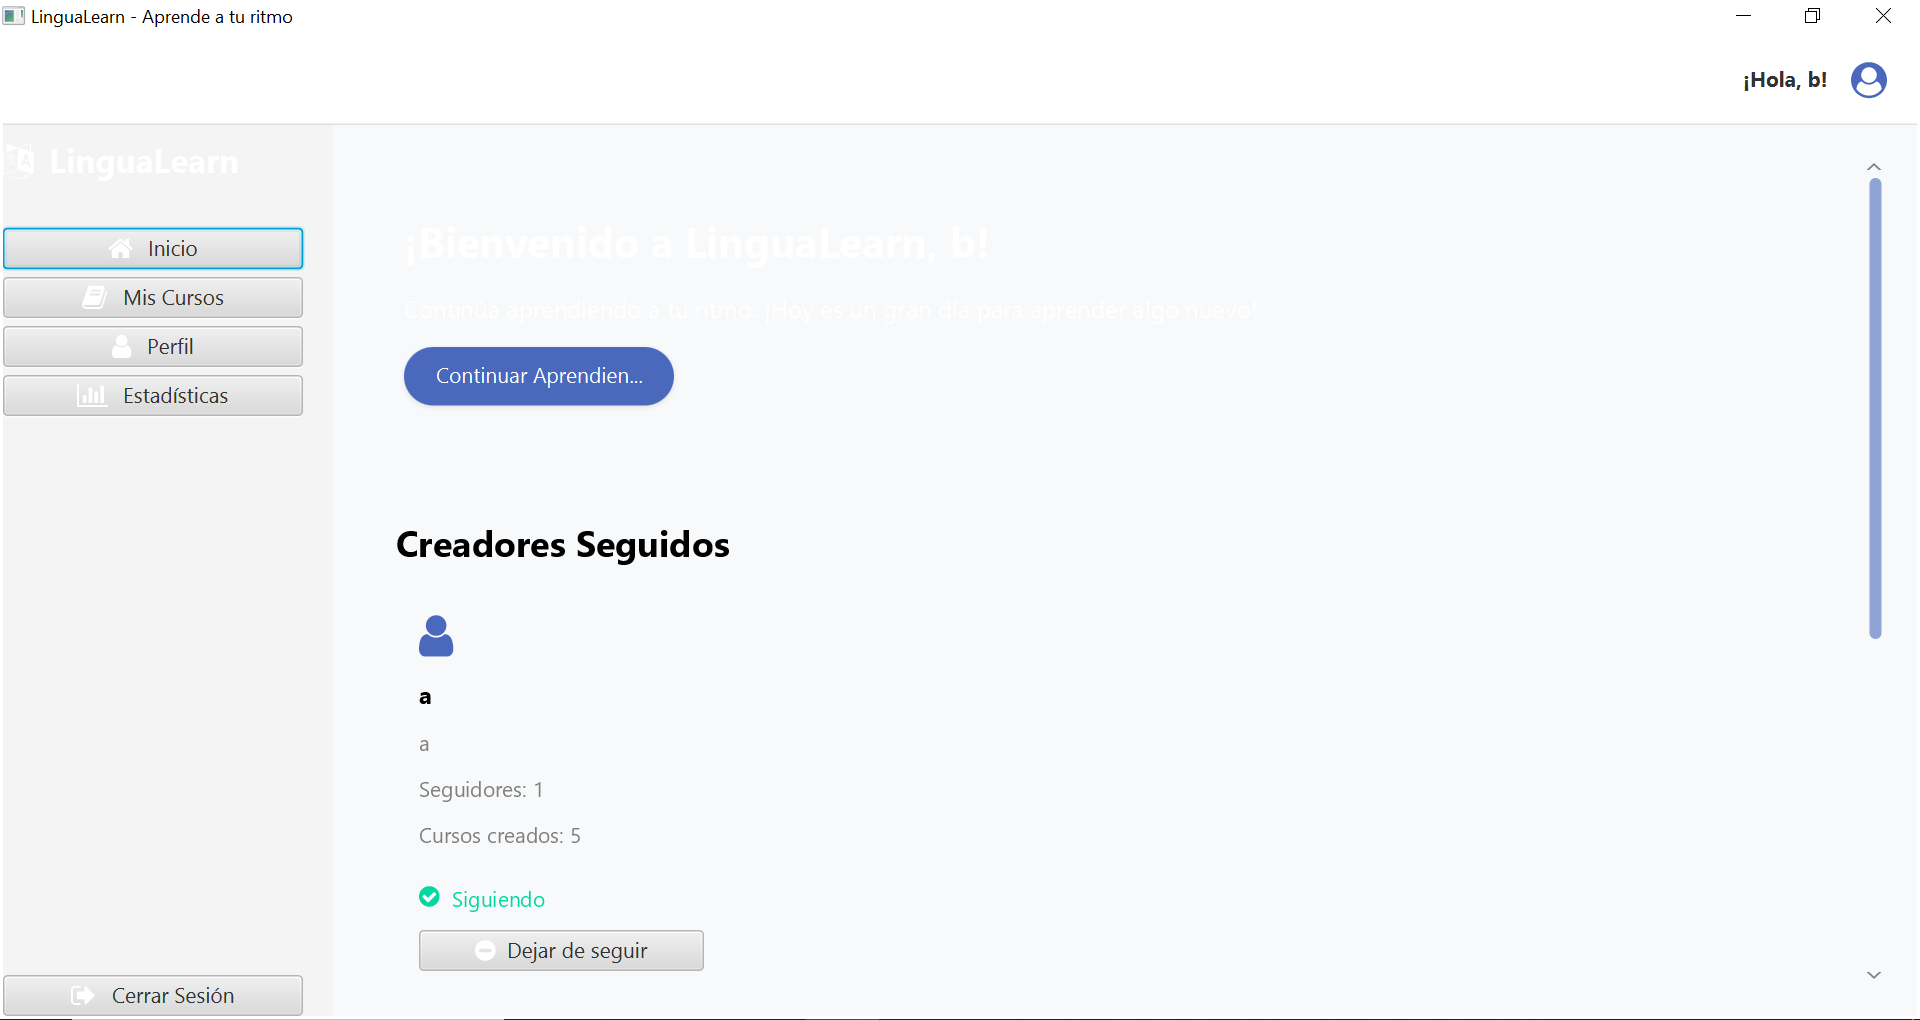 LinguaLearn - Aprende a tu ritmo
¡Hola, b!
LinguaLearn
Inicio
Mis Cursos
Perfil
Estadísticas
¡Bienvenido a LinguaLearn, b!
Continúa aprendiendo a tu ritmo. ¡Hoy es un gran día para aprender algo nuevo!
Continuar Aprendien...
Creadores Seguidos
a
a
Seguidores: 1
Cursos creados: 5
Siguiendo
Dejar de seguir
Cerrar Sesión